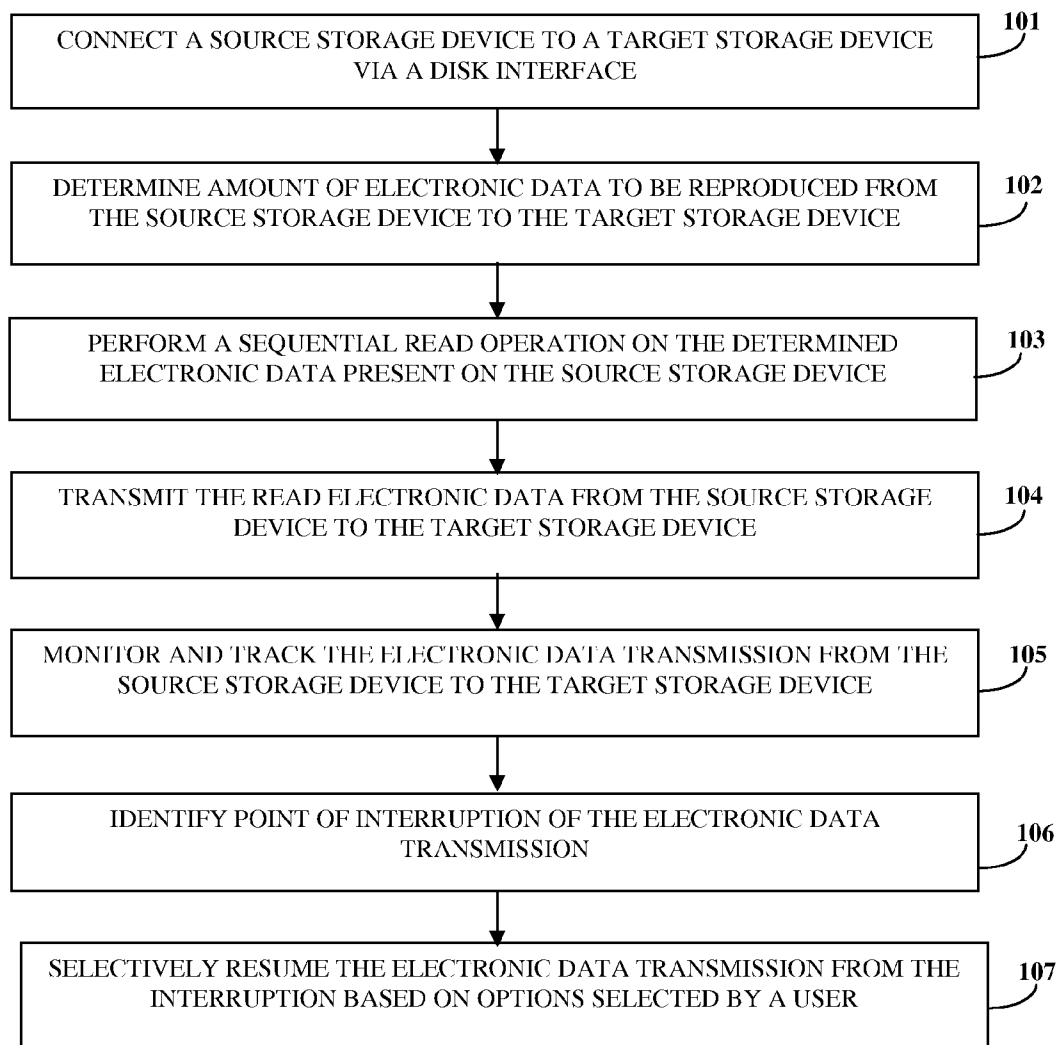 101
CONNECT A SOURCE STORAGE DEVICE TO A TARGET STORAGE DEVICE
VIA A DISK INTERFACE
102
DETERMINE AMOUNT OF ELECTRONIC DATA TO BE REPRODUCED FROM
THE SOURCE STORAGE DEVICE TO THE TARGET STORAGE DEVICE
103
PERFORM A SEQUENTIAL READ OPERATION ON THE DETERMINED
ELECTRONIC DATA PRESENT ON THE SOURCE STORAGE DEVICE
104
TRANSMIT THE READ ELECTRONIC DATA FROM THE SOURCE STORAGE
DEVICE TO THE TARGET STORAGE DEVICE
105
MONITOR AND TRACK THE ELECTRONIC DATA TRANSMISSION FROM THE
SOURCE STORAGE DEVICE TO THE TARGET STORAGE DEVICE
106
IDENTIFY POINT OF INTERRUPTION OF THE ELECTRONIC DATA
TRANSMISSION
107
SELECTIVELY RESUME THE ELECTRONIC DATA TRANSMISSION FROM THE
INTERRUPTION BASED ON OPTIONS SELECTED BY A USER